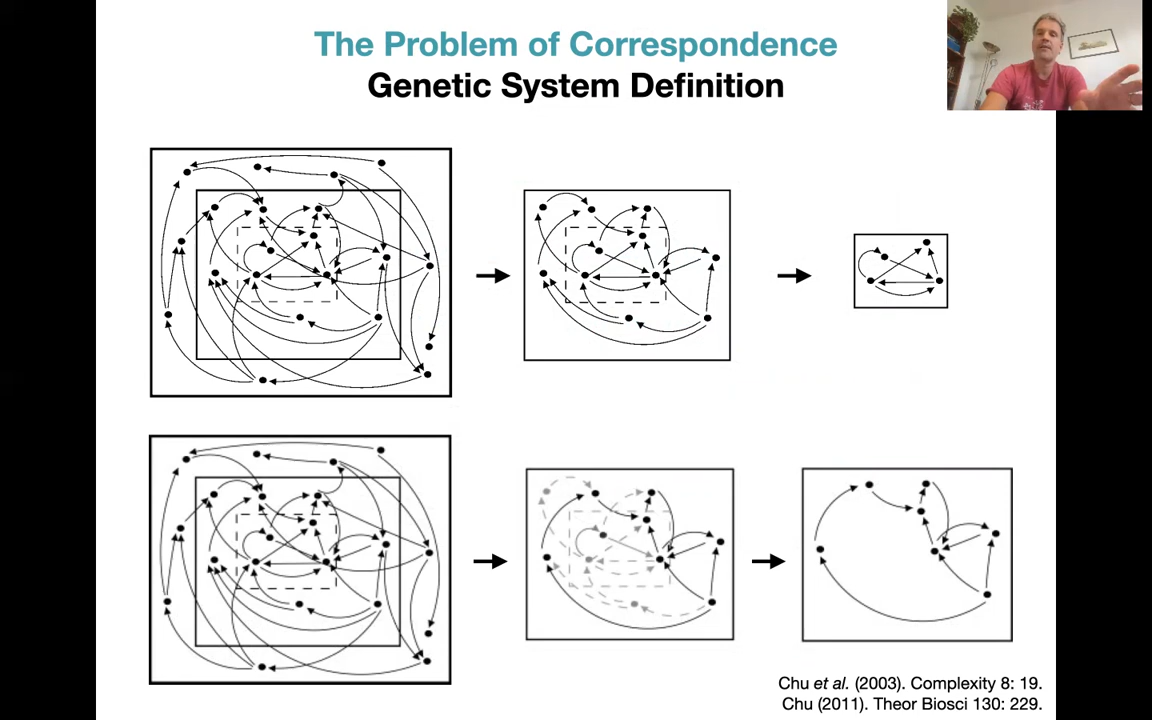 The Problem of Correspondence
Genetic System Definition
Chu et al. (2003). Complexity 8: 19.
Chu (2011). Theor Biosci 130: 229.